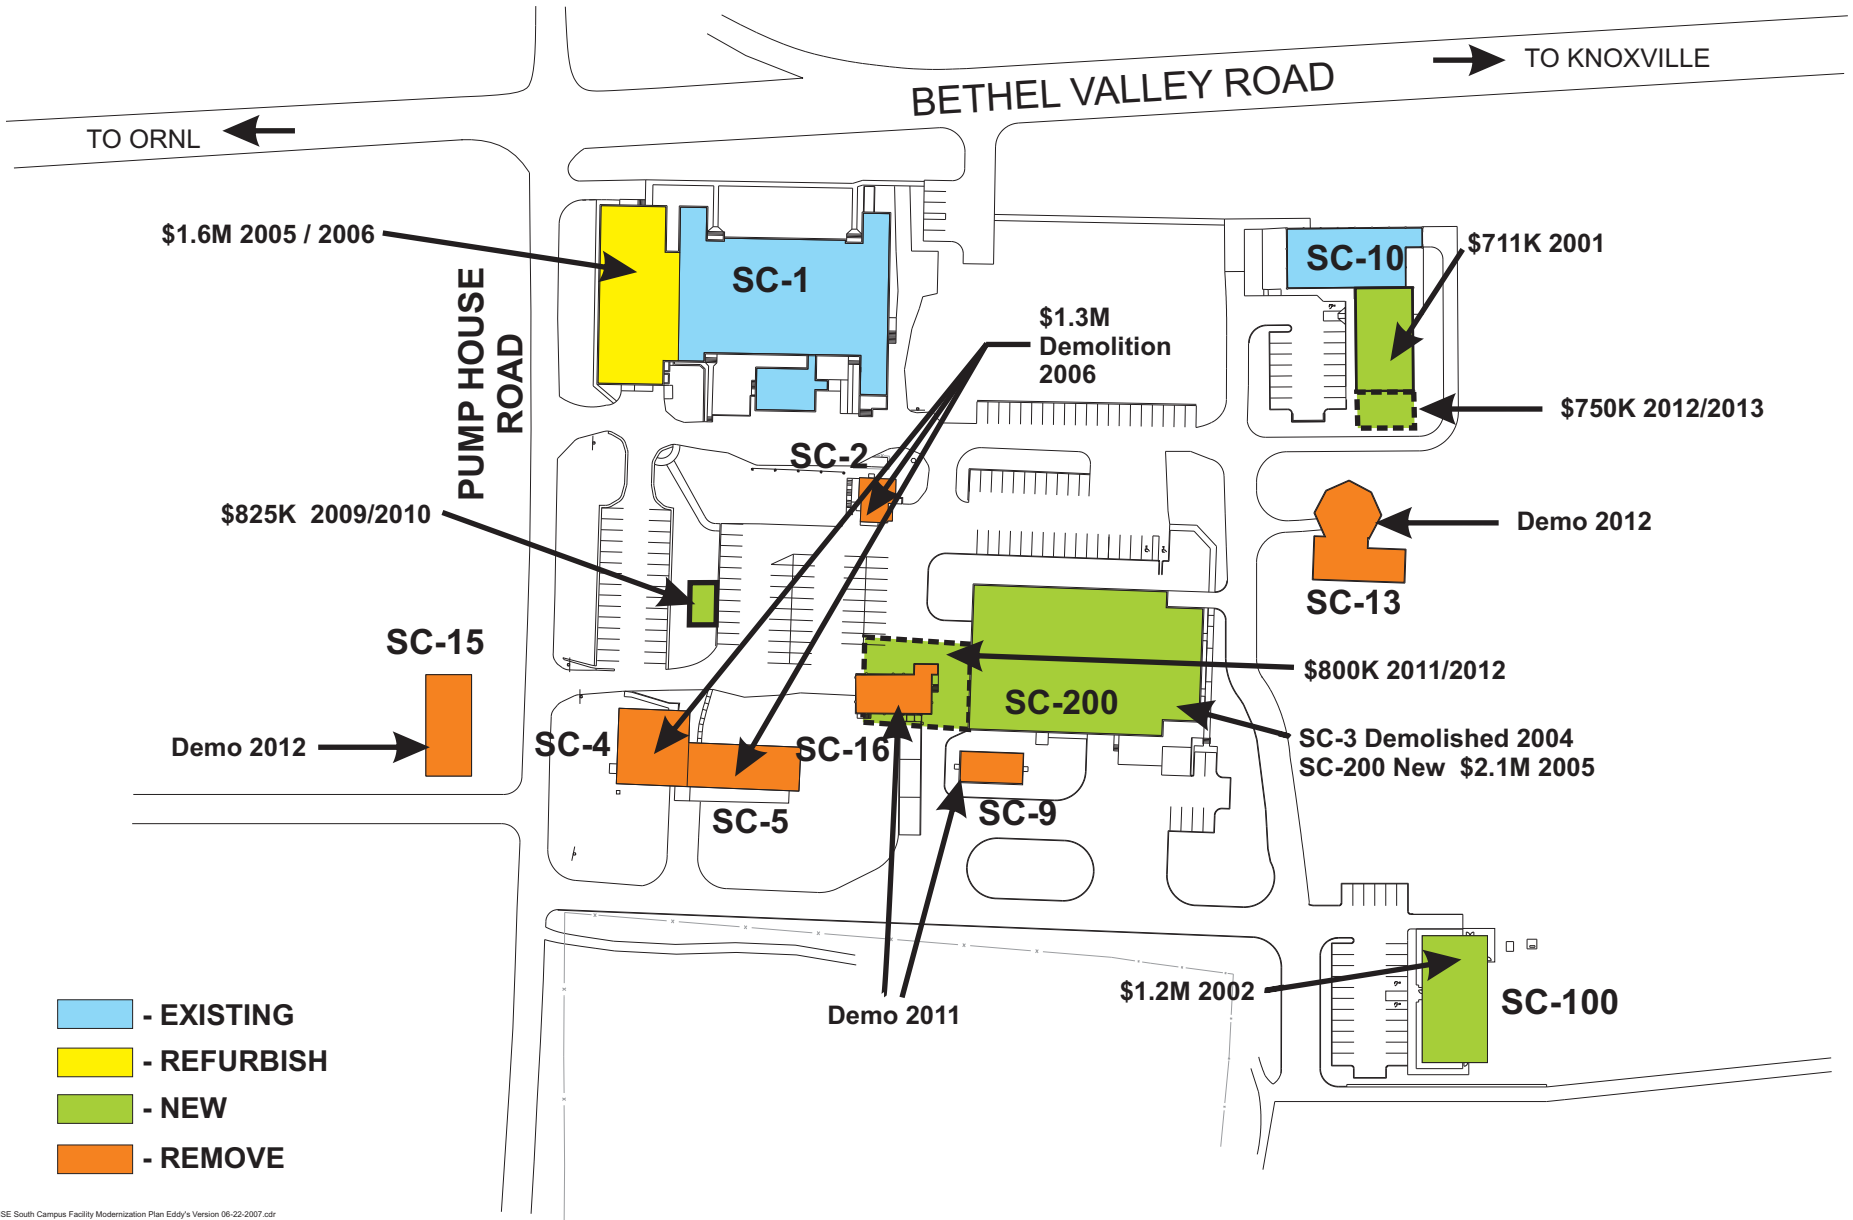 TO KNOXVILLE
BETHEL VALLEY ROAD
TO ORNL
$1.6M 2005 / 2006
SC-1
SC-10
$711K 2001
PUMP HOUSE
ROAD
$1.3M
Demolition
2006
$750K 2012/2013
SC-2
$825K 2009/2010
Demo 2012
SC-13
SC-15
$800K 2011/2012
SC-200
Demo 2012
SC-4
SC-16
SC-3 Demolished 2004
SC-200 New $2.1M 2005
SC-5
SC-9
Demo 2011
$1.2M 2002
SC-100
- EXISTING
- REFURBISH
- NEW
- REMOVE
SE South Campus Facility Modernization Plan Eddy's Version 06-22-2007.cdr